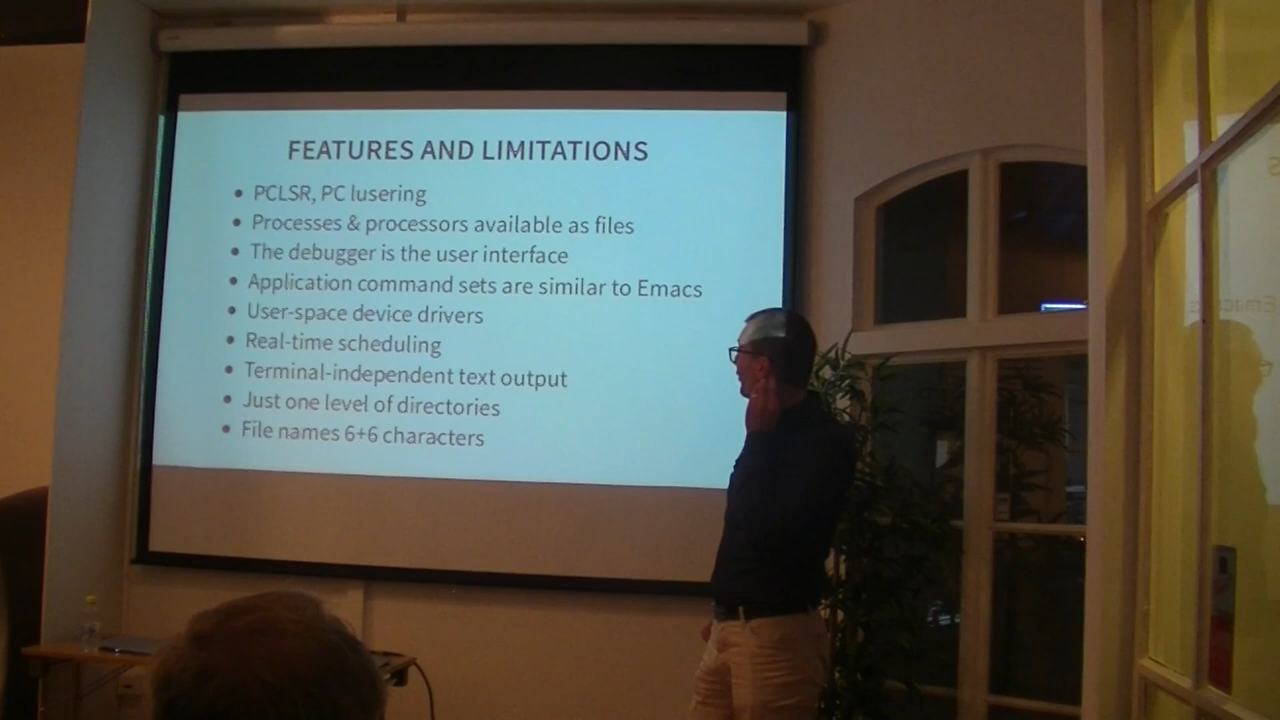 FEATURES AND LIMITATIONS
• PCLSR, PC lusering
• Processes & processors available as files
• The debugger is the user interface
• Application command sets are similar to Emacs
• User-space device drivers
• Real-time scheduling
• Terminal-independent text output
• Just one level of directories
• File names 6+6 characters